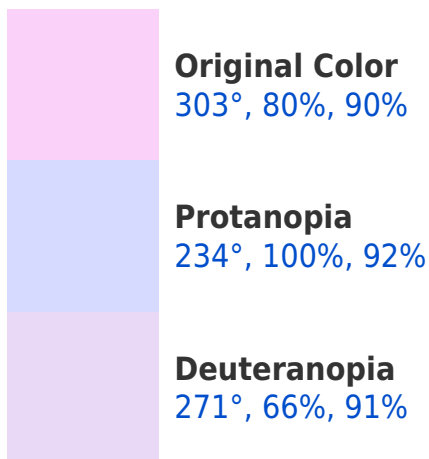 Original Color
303°, 80%, 90%
Protanopia
234°, 100%, 92%
Deuteranopia
271°, 66%, 91%